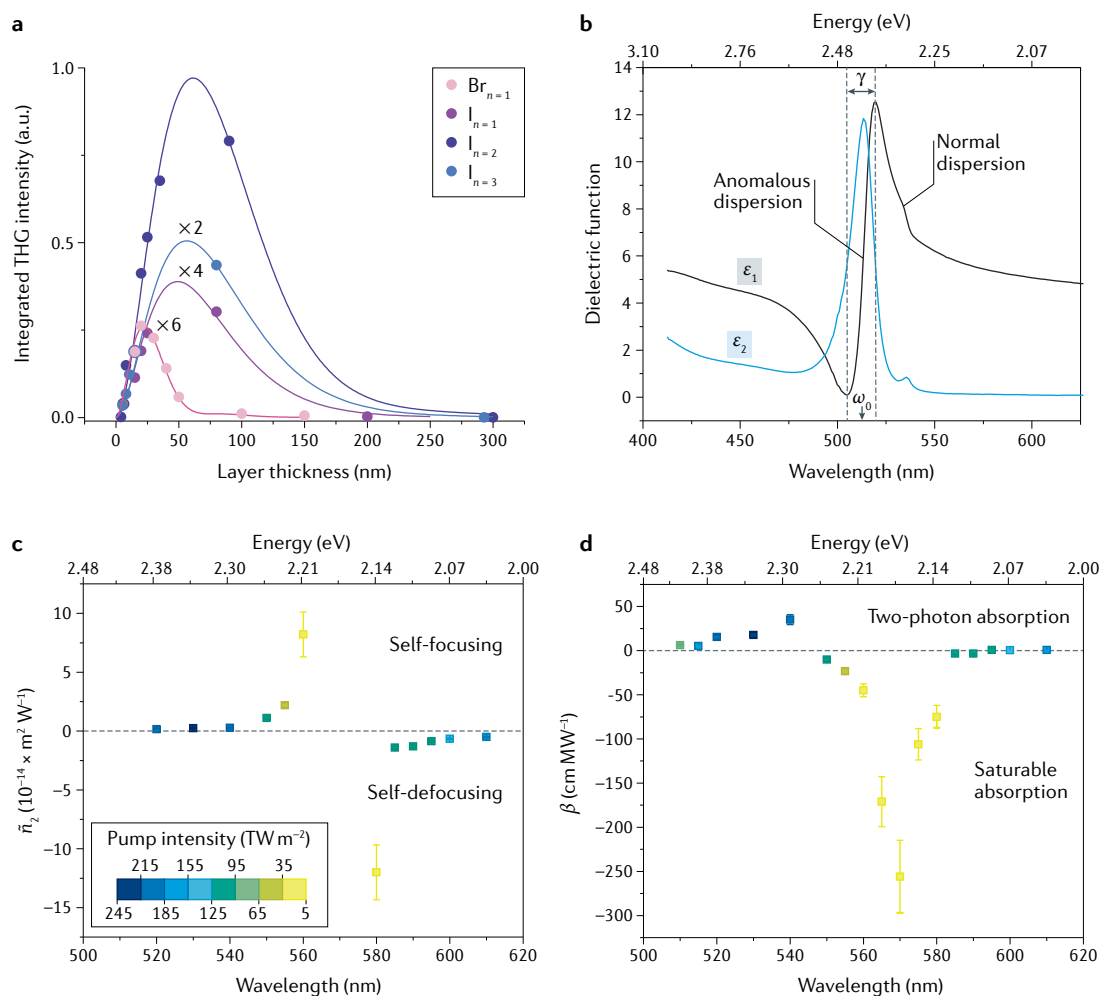 a
Integrated THG intensity (a.u.)
1.0
0.5
0.0
×2
×4
×6
Br n = 1
I n = 1
I n = 2
I n = 3
0 50 100 150 200 250 300
Layer thickness (nm)
b
Energy (eV)
3.10 2.76 2.48 2.25 2.07
Dielectric function
14
12
10
8
6
4
2
0
γ
Normal
dispersion
Anomalous
dispersion
ε1
ε2
ω0
400 450 500 550 600
Wavelength (nm)
c
Energy (eV)
2.48 2.38 2.30 2.21 2.14 2.07 2.00
ñ2 (10−14 × m2 W−1)
10
5
0
−5
−10
−15
Self-focusing
Self-defocusing
Pump intensity (TW m−2)
215 155 95 35
245 185 125 65 5
500 520 540 560 580 600 620
Wavelength (nm)
d
Energy (eV)
2.48 2.38 2.30 2.21 2.14 2.07 2.00
β (cm MW−1)
50
0
-50
−100
−150
−200
−250
−300
Two-photon absorption
Saturable
absorption
500 520 540 560 580 600 620
Wavelength (nm)